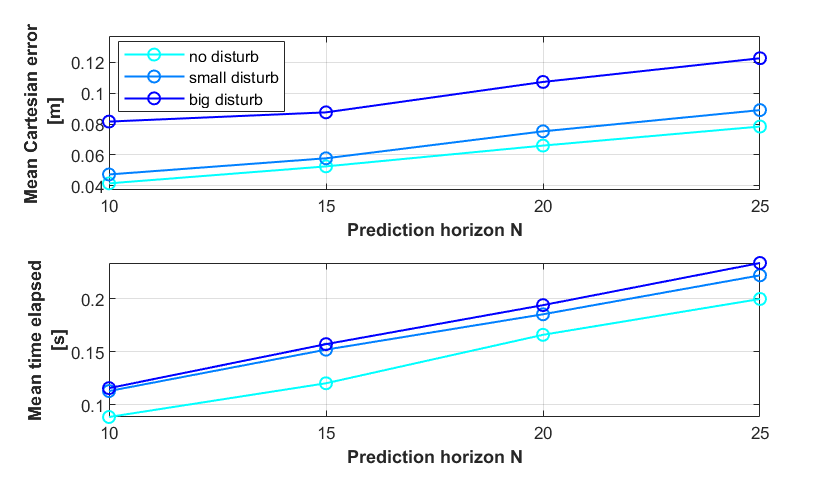 Mean Cartesian error
[m]
0.12
0.1
0.08
0.06
0.04
no disturb
small disturb
big disturb
10 15 20 25
Prediction horizon N
Mean time elapsed
[s]
0.2
0.15
0.1
10 15 20 25
Prediction horizon N